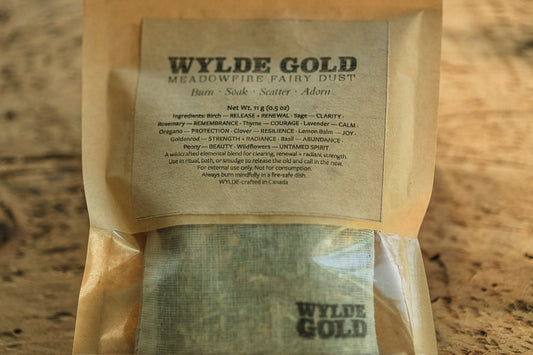 WYLDE GOLD
MEADOWFIRE FAIRY DUST
Burn · Soak · Scatter · Adorn
Net Wt. 11 g (0.5 oz)
Ingredients: Birch — RELEASE + RENEWAL · Sage — CLARITY ·
Rosemary — REMEMBRANCE · Thyme — COURAGE · Lavender — CALM ·
Oregano — PROTECTION · Clover — RESILIENCE · Lemon Balm — JOY ·
Goldenrod — STRENGTH + RADIANCE · Basil — ABUNDANCE ·
Peony — BEAUTY · Wildflowers — UNTAMED SPIRIT
A wildcrafted elemental blend for clearing, renewal + radiant strength.
Use in ritual, bath, or smudge to release the old and call in the new.
For external use only. Not for consumption.
Always burn mindfully in a fire-safe dish.
WYLDE-crafted in Canada
WYLDE
GOLD